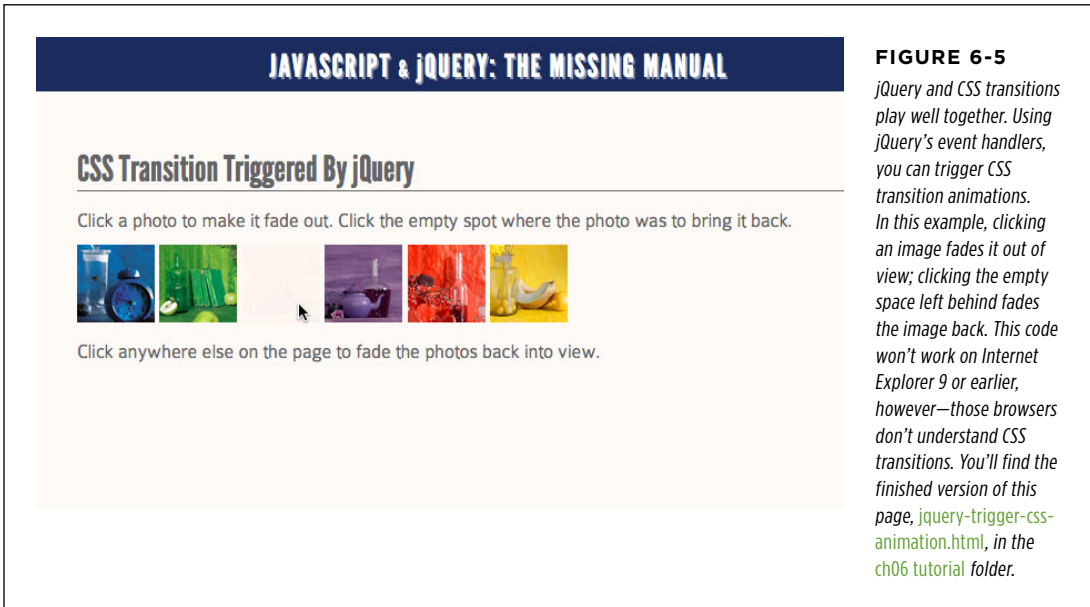 JAVASCRIPT & jQUERY: THE MISSING MANUAL
CSS Transition Triggered By jQuery
Click a photo to make it fade out. Click the empty spot where the photo was to bring it back.
Click anywhere else on the page to fade the photos back into view.
FIGURE 6-5
jQuery and CSS transitions
play well together. Using
jQuery’s event handlers,
you can trigger CSS
transition animations.
In this example, clicking
an image fades it out of
view; clicking the empty
space left behind fades
the image back. This code
won’t work on Internet
Explorer 9 or earlier,
however—those browsers
don’t understand CSS
transitions. You’ll find the
finished version of this
page, jquery-trigger-css-
animation.html, in the
ch06 tutorial folder.